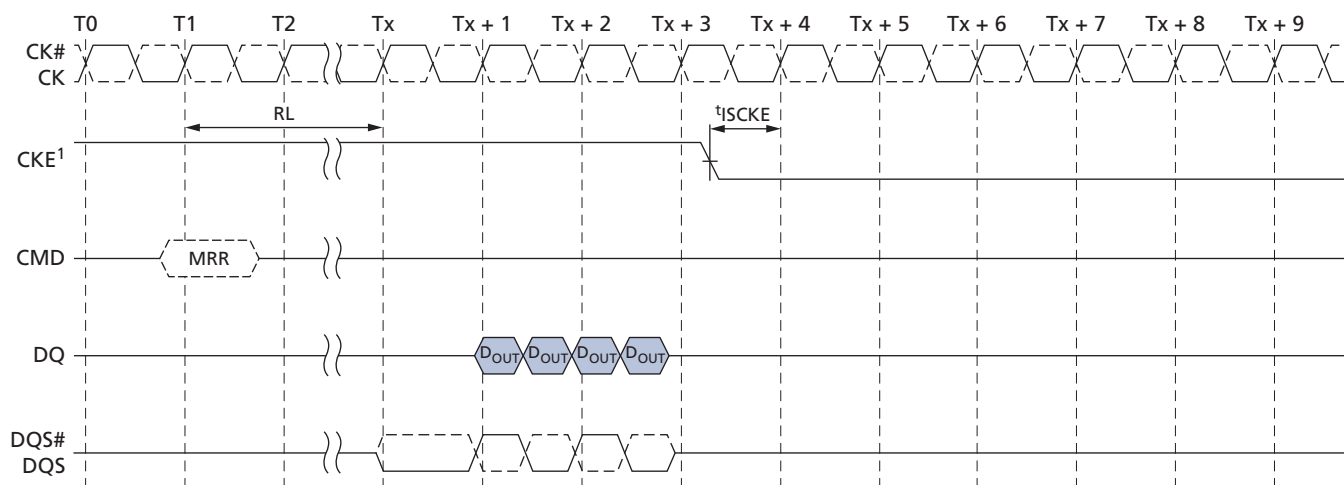 T0 T1 T2 Tx Tx + 1 Tx + 2 Tx + 3 Tx + 4 Tx + 5 Tx + 6 Tx + 7 Tx + 8 Tx + 9
CK#
CK
RL
tISCKE
CKE1
CMD
MRR
DQ
DOUT DOUT DOUT DOUT
DQS#
DQS